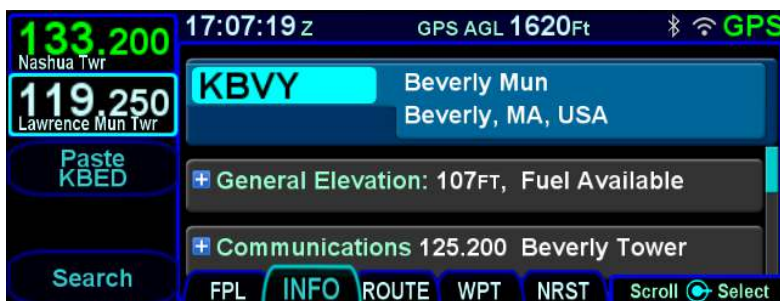 133.200
Nashua Twr
119.250
Lawrence Mun Twr
Paste
KBED
Search
17:07:19 Z GPS AGL 1620Ft GPS
KBVY
Beverly Mun
Beverly, MA, USA
General Elevation: 107FT, Fuel Available
Communications 125.200 Beverly Tower
FPL INFO ROUTE WPT NRST Scroll Select